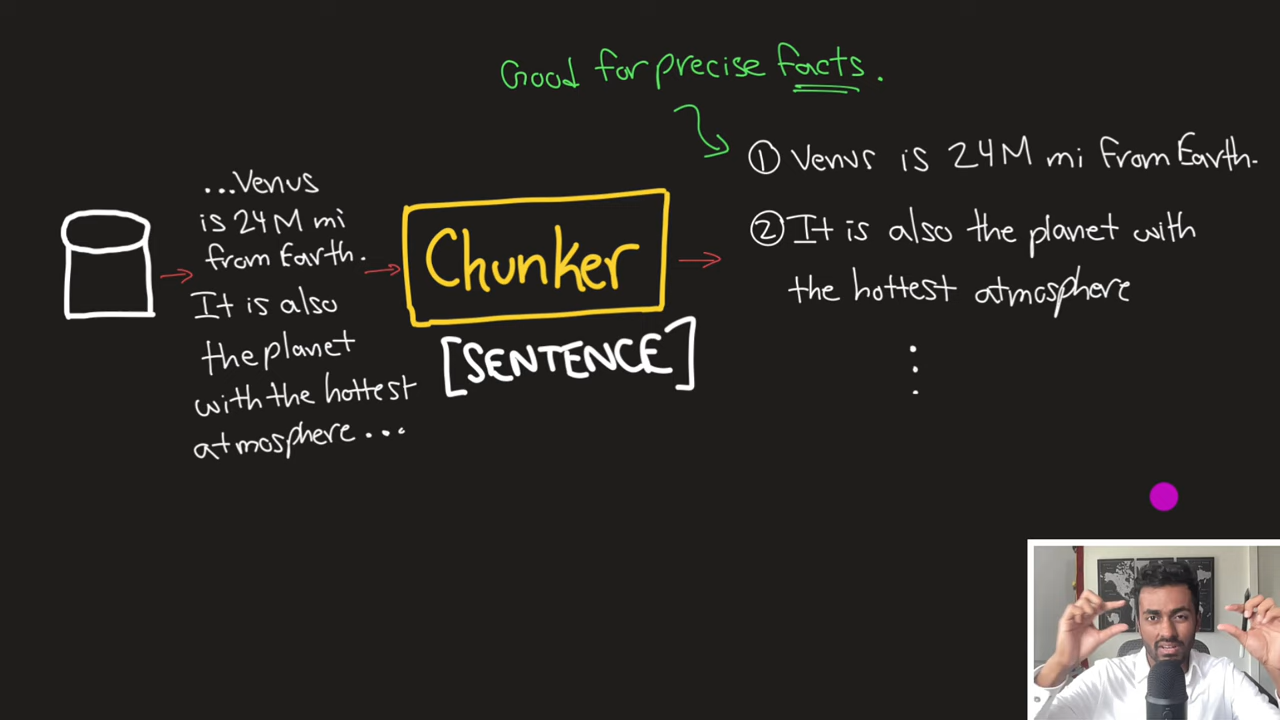 Good for precise facts.
① Venus is 24M mi from Earth.
② It is also the planet with
the hottest atmosphere
...Venus
is 24M mi
from Earth.
It is also
the planet
with the hottest
atmosphere...
Chunker
[SENTENCE]